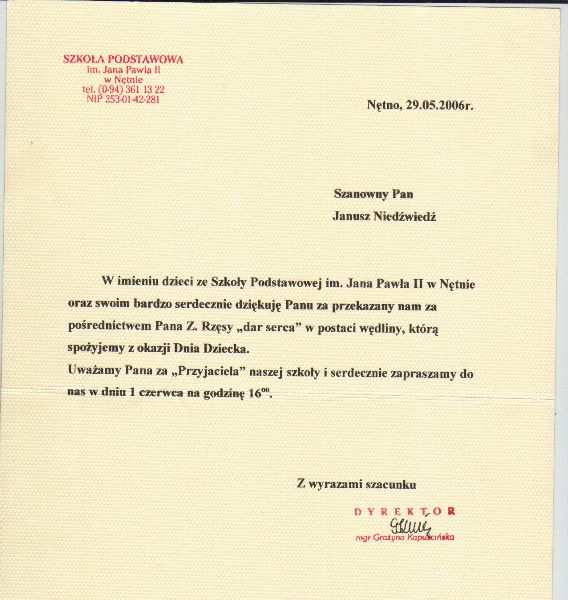 SZKOŁA PODSTAWOWA
im. Jana Pawła II
w Nętnie
tel. (0-94) 361 13 22
NIP 253-01-42-281
Nętno, 29.05.2006r.
Szanowny Pan
Janusz Niedźwiedź
W imieniu dzieci ze Szkoły Podstawowej im. Jana Pawła II w Nętnie
oraz swoim bardzo serdecznie dziękuję Panu za przekazany nam za
pośrednictwem Pana Z. Rzęsy „dar serca” w postaci wędliny, którą
spożyjemy z okazji Dnia Dziecka.
Uważamy Pana za „Przyjaciela” naszej szkoły i serdecznie zapraszamy do
nas w dniu 1 czerwca na godzinę 16⁰⁰.
Z wyrazami szacunku
DYREKTOR
mgr Grażyna Kapuścińska